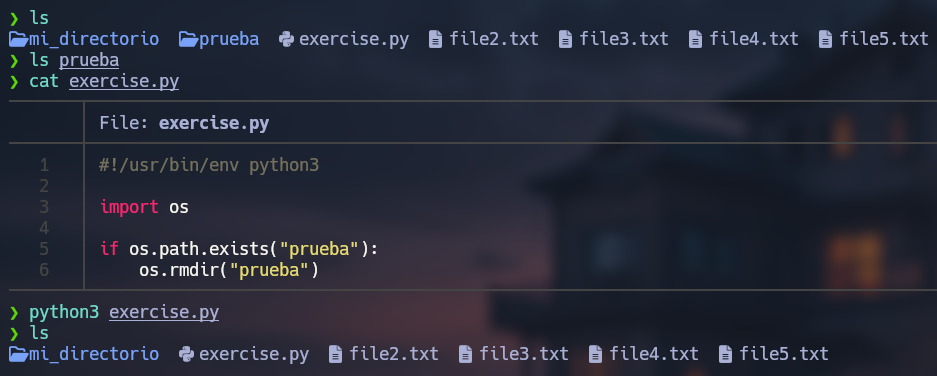 ❯ ls
mi_directorio prueba exercise.py file2.txt file3.txt file4.txt file5.txt
❯ ls prueba
❯ cat exercise.py
File: exercise.py
1 #!/usr/bin/env python3
2
3 import os
4
5 if os.path.exists("prueba"):
6     os.rmdir("prueba")
❯ python3 exercise.py
❯ ls
mi_directorio exercise.py file2.txt file3.txt file4.txt file5.txt